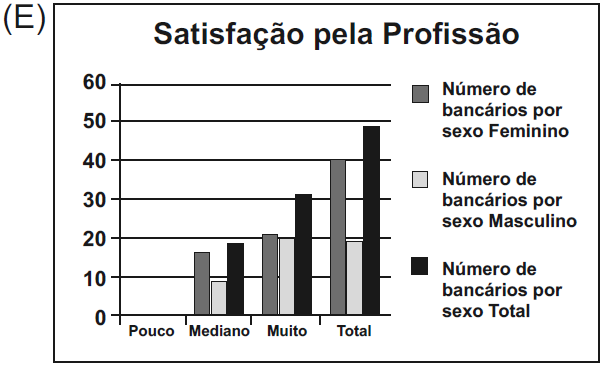 (E)
Satisfação pela Profissão
60
50
40
30
20
10
0
Pouco Mediano Muito Total
Número de
bancários por
sexo Feminino
Número de
bancários por
sexo Masculino
Número de
bancários por
sexo Total